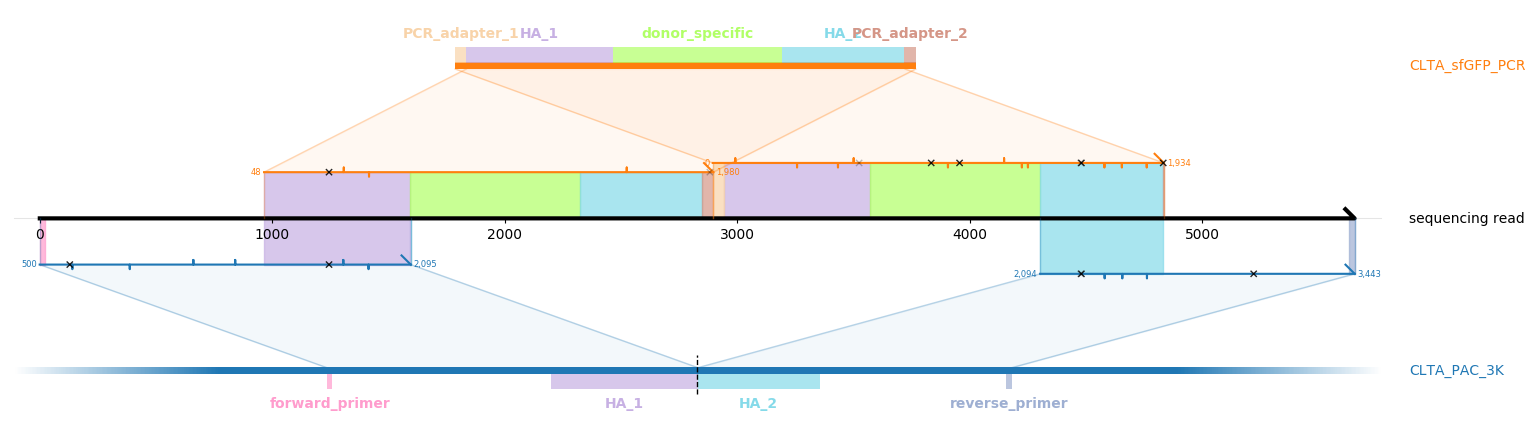 PCR_adapter_1 HA_1 donor_specific HA_2 PCR_adapter_2
CLTA_sfGFP_PCR
0 1,934
48 1,980
sequencing read
0 1000 2000 3000 4000 5000
500 2,095
2,094 3,443
CLTA_PAC_3K
forward_primer HA_1 HA_2 reverse_primer